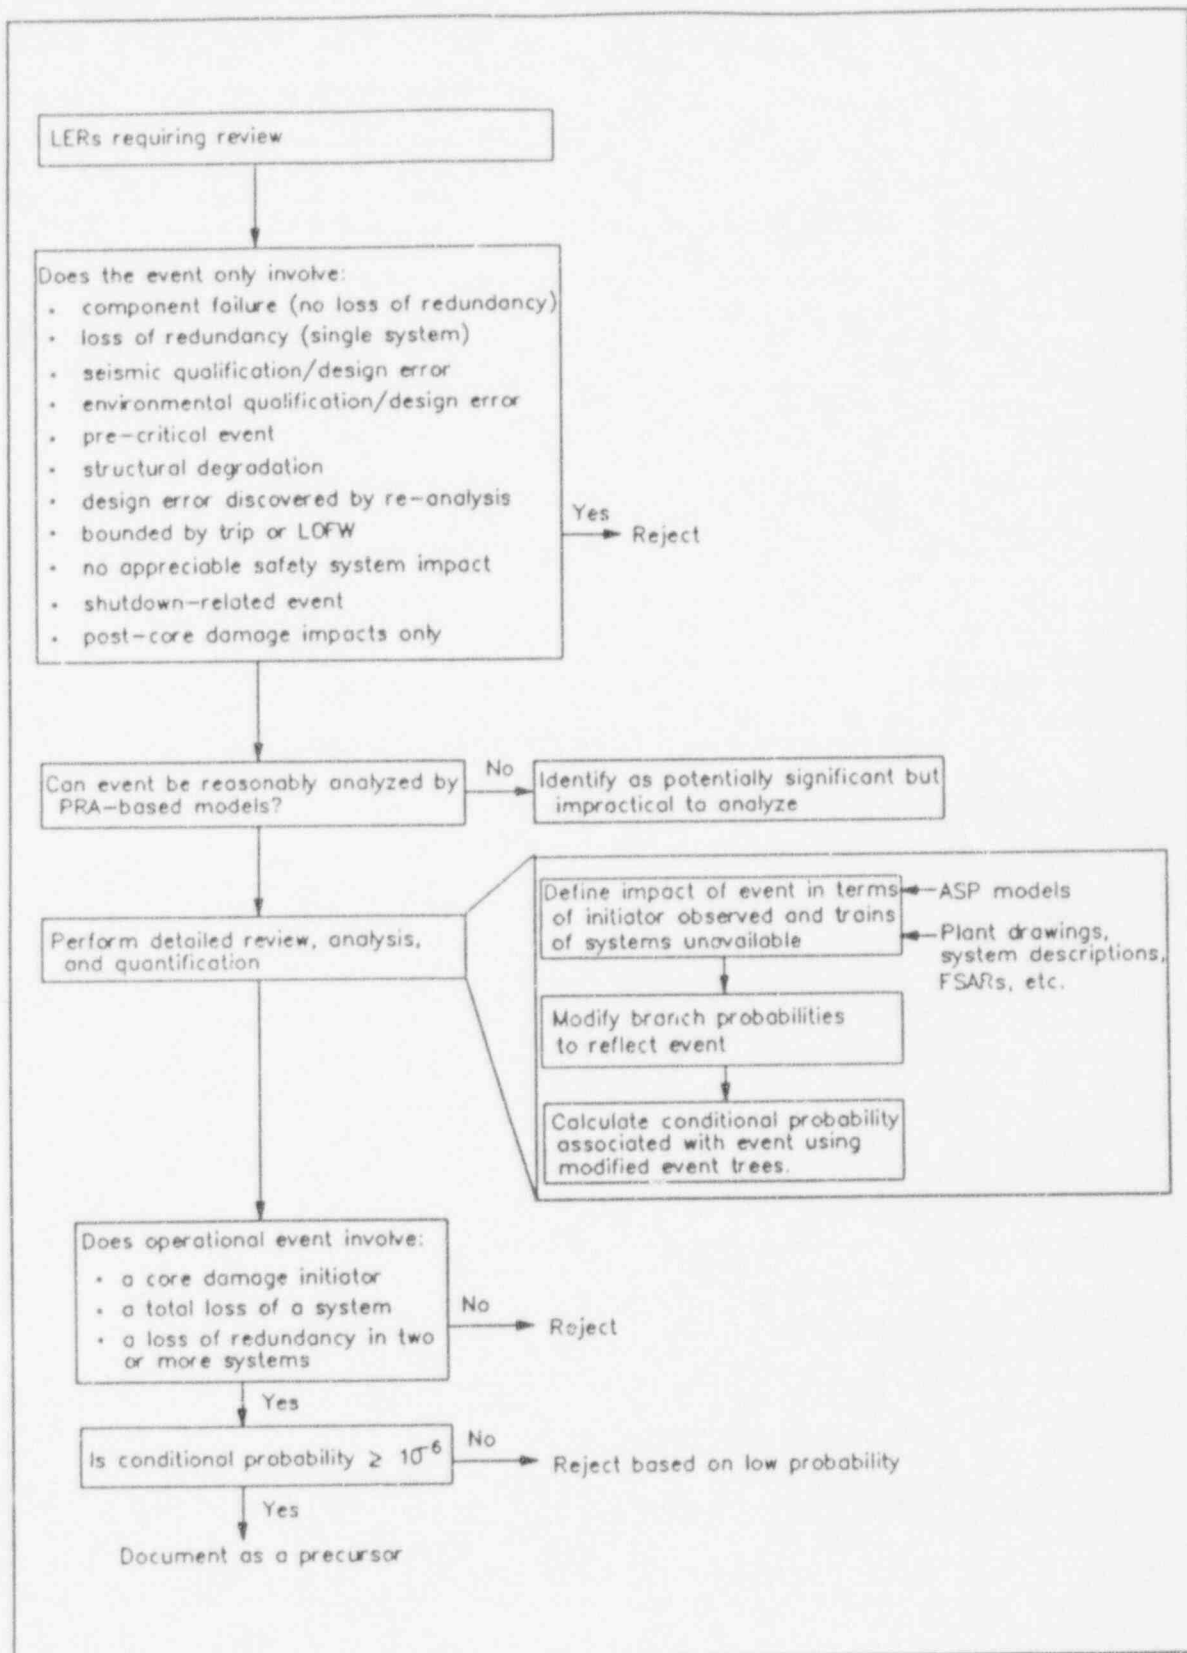 LERs requiring review
Does the event only involve:
• component failure (no loss of redundancy)
• loss of redundancy (single system)
• seismic qualification/design error
• environmental qualification/design error
• pre-critical event
• structural degradation
• design error discovered by re-analysis
• bounded by trip or LOFW
• no appreciable safety system impact
• shutdown-related event
• post-core damage impacts only
Yes
Reject
Can event be reasonably analyzed by
PRA-based models?
No
Identify as potentially significant but
impractical to analyze
Perform detailed review, analysis,
and quantification
Define impact of event in terms
of initiator observed and trains
of systems unavailable
ASP models
Plant drawings,
system descriptions,
FSARs, etc.
Modify branch probabilities
to reflect event
Calculate conditional probability
associated with event using
modified event trees.
Does operational event involve:
• a core damage initiator
• a total loss of a system
• a loss of redundancy in two
or more systems
No
Reject
Yes
Is conditional probability ≥ 10⁻⁶
No
Reject based on low probability
Yes
Document as a precursor